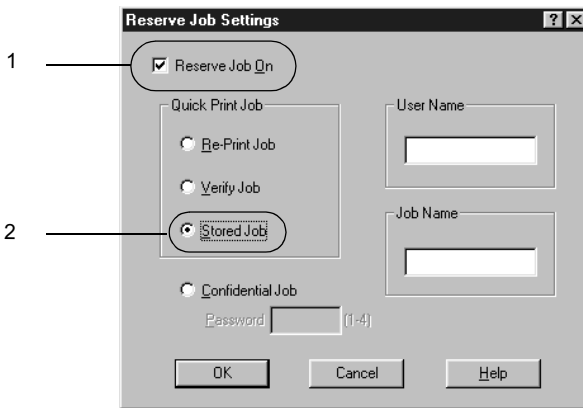 Reserve Job Settings
1
Reserve Job On
Quick Print Job
User Name
Re-Print Job
Verify Job
2
Stored Job
Job Name
Confidential Job
Password
(1-4)
OK
Cancel
Help